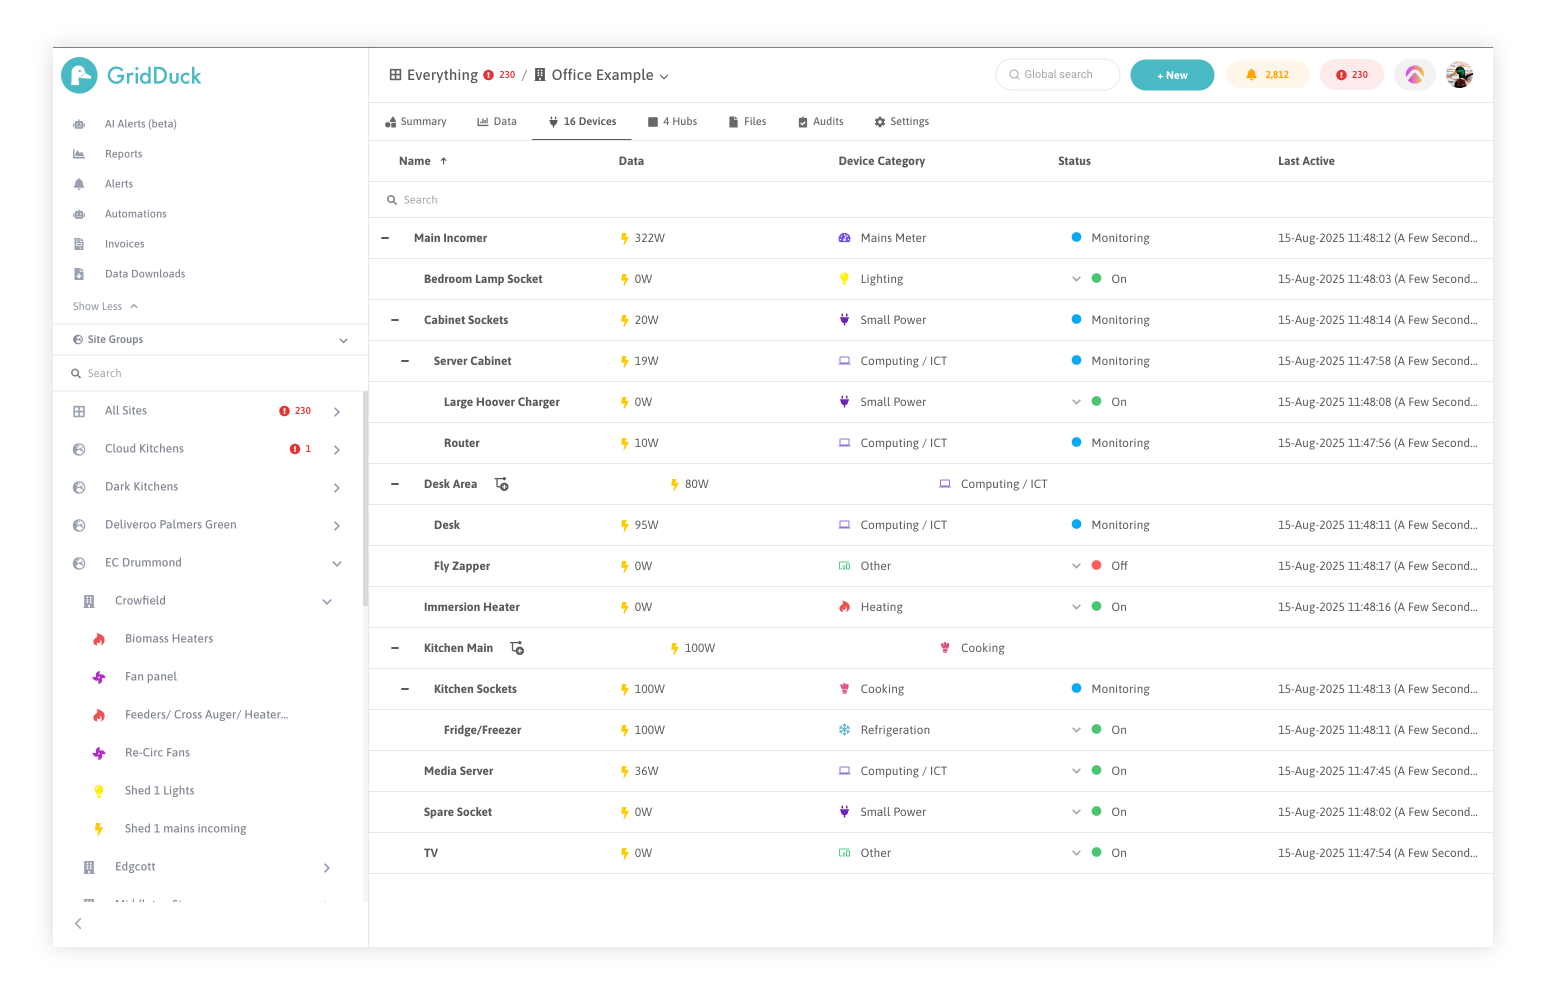 GridDuck
AI Alerts (beta)
Reports
Alerts
Automations
Invoices
Data Downloads
Show Less
Site Groups
Search
All Sites 230
Cloud Kitchens 1
Dark Kitchens
Deliveroo Palmers Green
EC Drummond
Crowfield
Biomass Heaters
Fan panel
Feeders/ Cross Auger/ Heater...
Re-Circ Fans
Shed 1 Lights
Shed 1 mains incoming
Edgcott
Everything 230 / Office Example
Global search
+ New
2,812
230
Summary Data 16 Devices 4 Hubs Files Audits Settings
Name Data Device Category Status Last Active
Search
Main Incomer 322W Mains Meter Monitoring 15-Aug-2025 11:48:12 (A Few Second...
Bedroom Lamp Socket 0W Lighting On 15-Aug-2025 11:48:03 (A Few Second...
Cabinet Sockets 20W Small Power Monitoring 15-Aug-2025 11:48:14 (A Few Second...
Server Cabinet 19W Computing / ICT Monitoring 15-Aug-2025 11:47:58 (A Few Second...
Large Hoover Charger 0W Small Power On 15-Aug-2025 11:48:08 (A Few Second...
Router 10W Computing / ICT Monitoring 15-Aug-2025 11:47:56 (A Few Second...
Desk Area 80W Computing / ICT
Desk 95W Computing / ICT Monitoring 15-Aug-2025 11:48:11 (A Few Second...
Fly Zapper 0W Other Off 15-Aug-2025 11:48:17 (A Few Second...
Immersion Heater 0W Heating On 15-Aug-2025 11:48:16 (A Few Second...
Kitchen Main 100W Cooking
Kitchen Sockets 100W Cooking Monitoring 15-Aug-2025 11:48:13 (A Few Second...
Fridge/Freezer 100W Refrigeration On 15-Aug-2025 11:48:11 (A Few Second...
Media Server 36W Computing / ICT On 15-Aug-2025 11:47:45 (A Few Second...
Spare Socket 0W Small Power On 15-Aug-2025 11:48:02 (A Few Second...
TV 0W Other On 15-Aug-2025 11:47:54 (A Few Second...